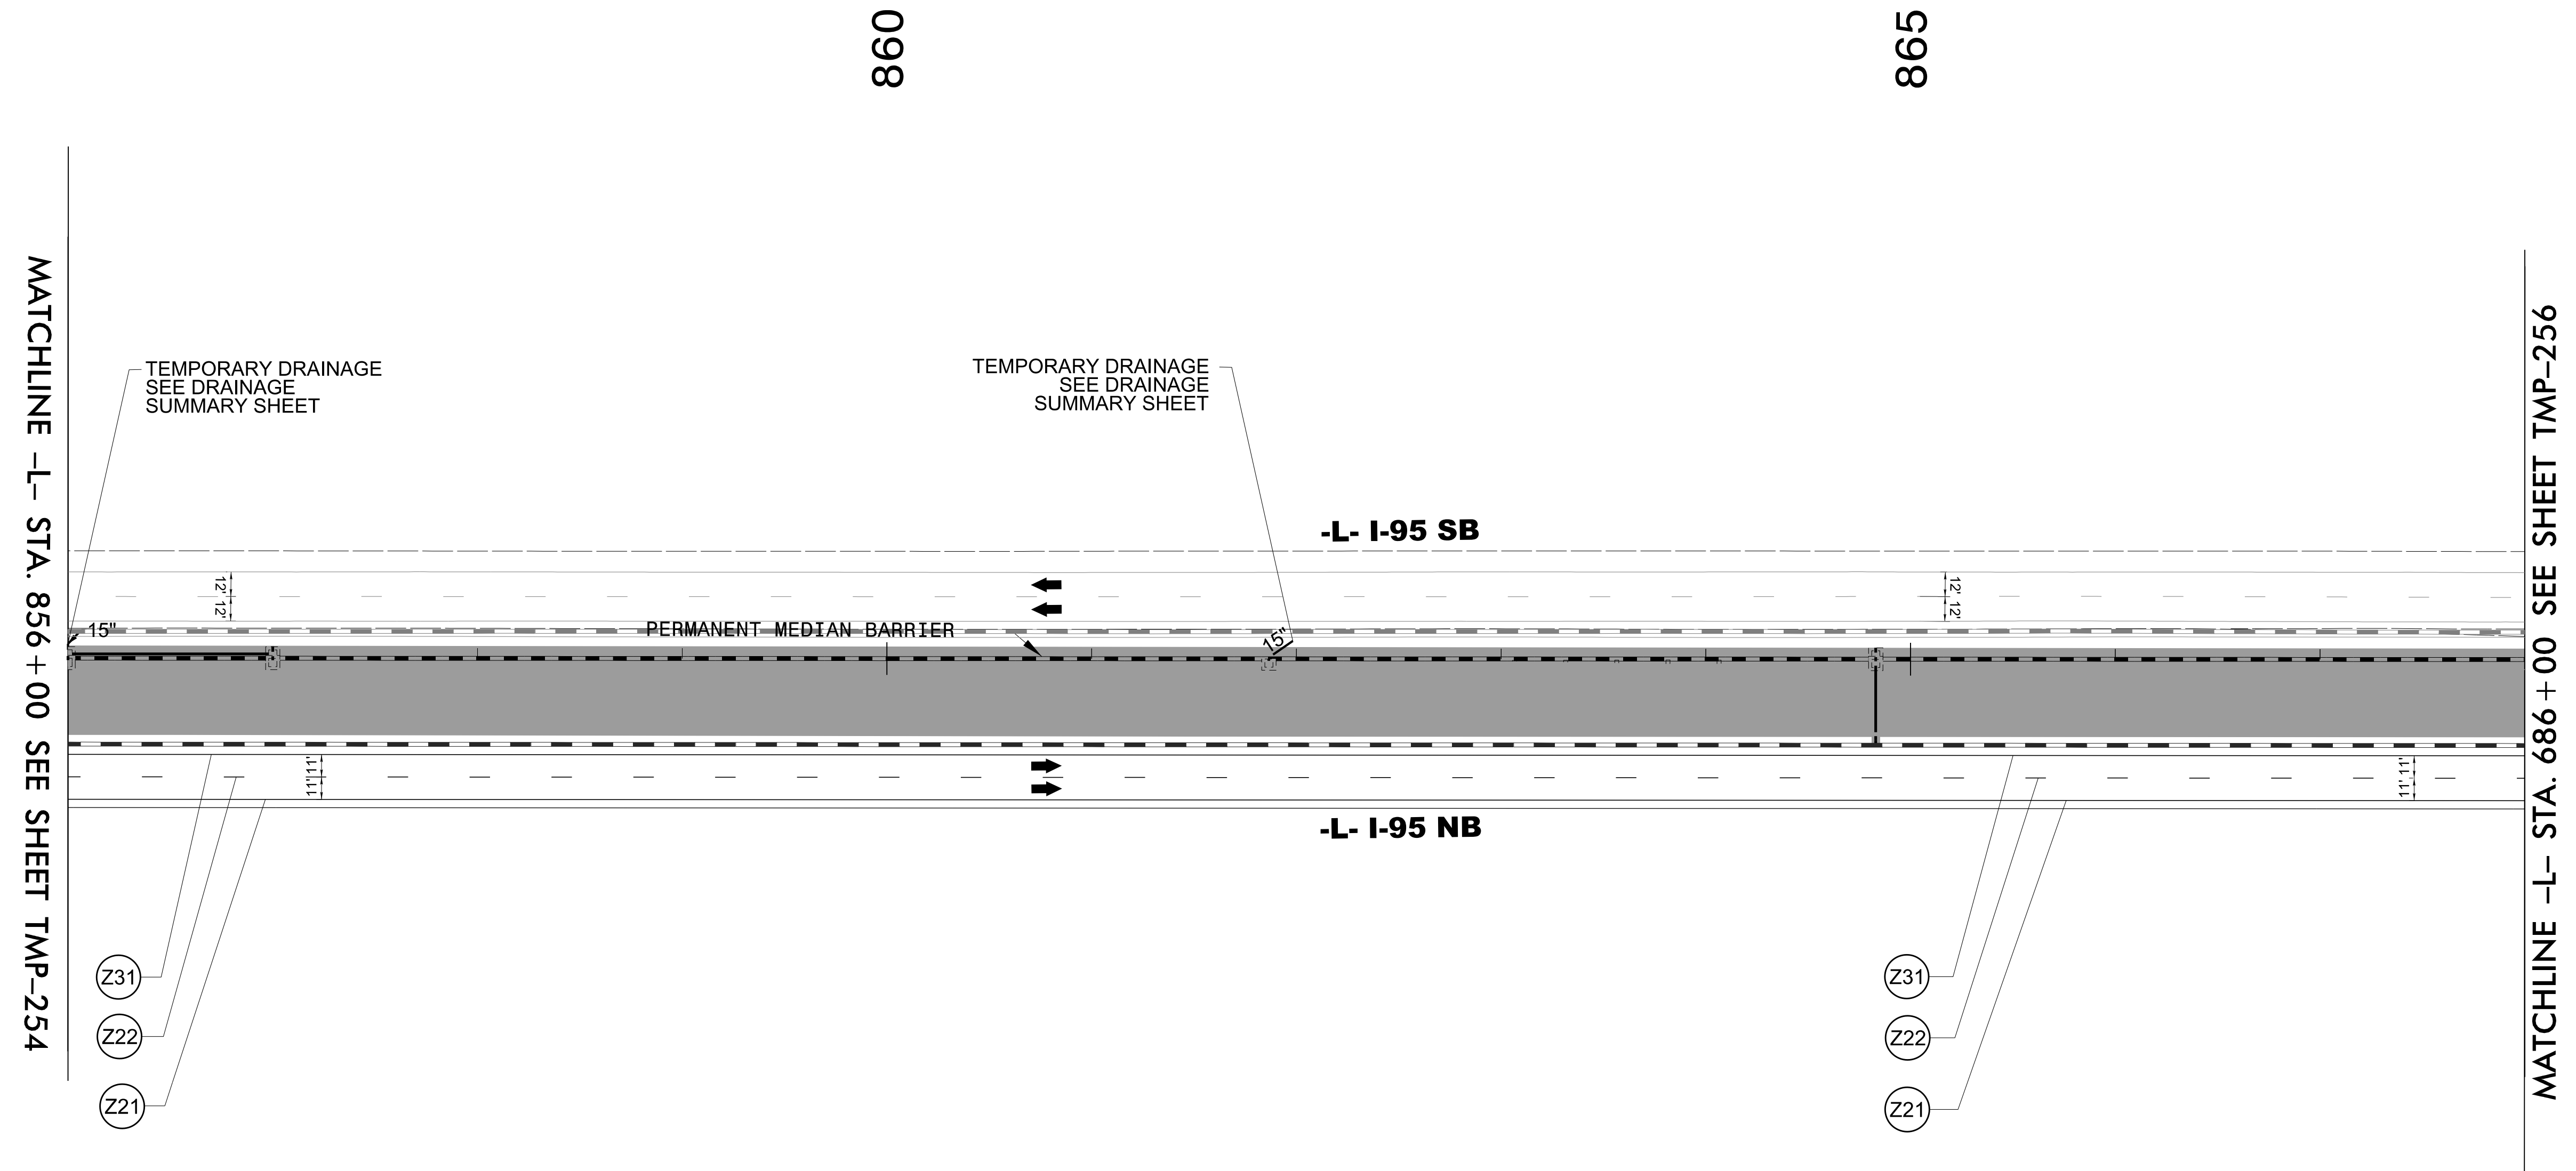 860
865
MATCHLINE -L- STA. 856+00 SEE SHEET TMP-254
MATCHLINE -L- STA. 686+00 SEE SHEET TMP-256
TEMPORARY DRAINAGE
SEE DRAINAGE
SUMMARY SHEET
TEMPORARY DRAINAGE
SEE DRAINAGE
SUMMARY SHEET
-L- I-95 SB
12' 12'
12' 12'
15"
PERMANENT MEDIAN BARRIER
15"
11' 11'
11' 11'
-L- I-95 NB
Z31
Z22
Z21
Z31
Z22
Z21